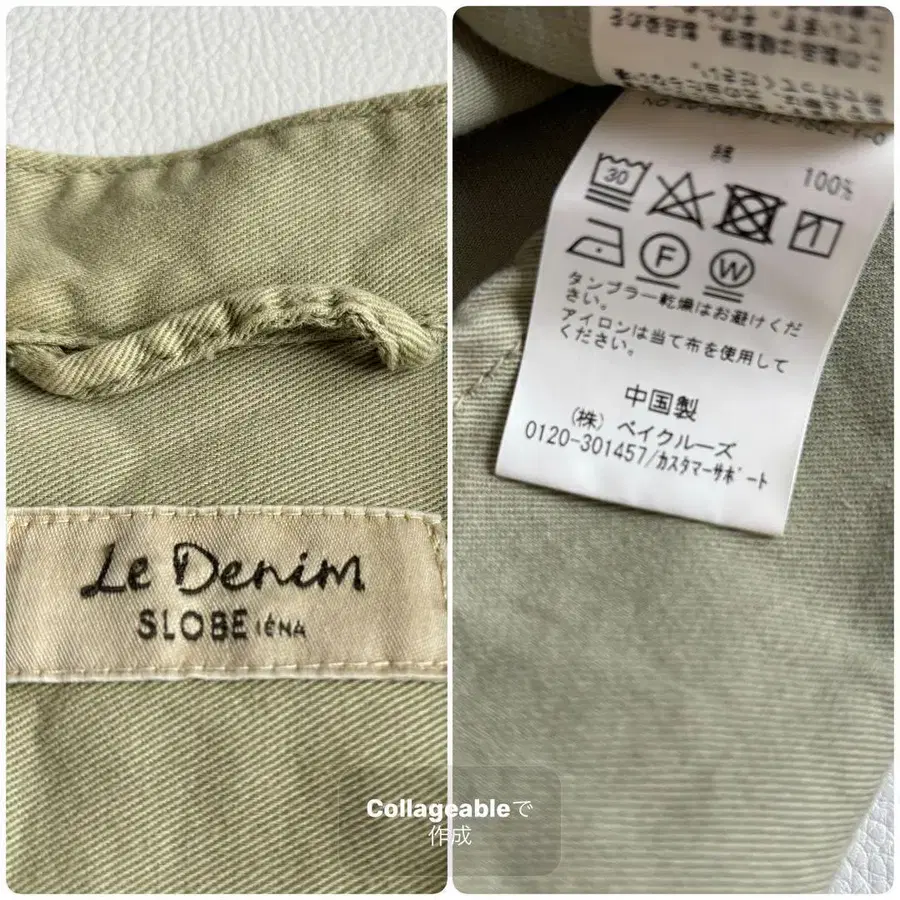 Le Denim
SLOBE IÉNA
綿
100%
30
F
W
タンブラー乾燥はお避けくだ
さい。
アイロンは当て布を使用して
ください。
中国製
(株) ベイクルーズ
0120-301457/カスタマーサポート
Collageableで
作成